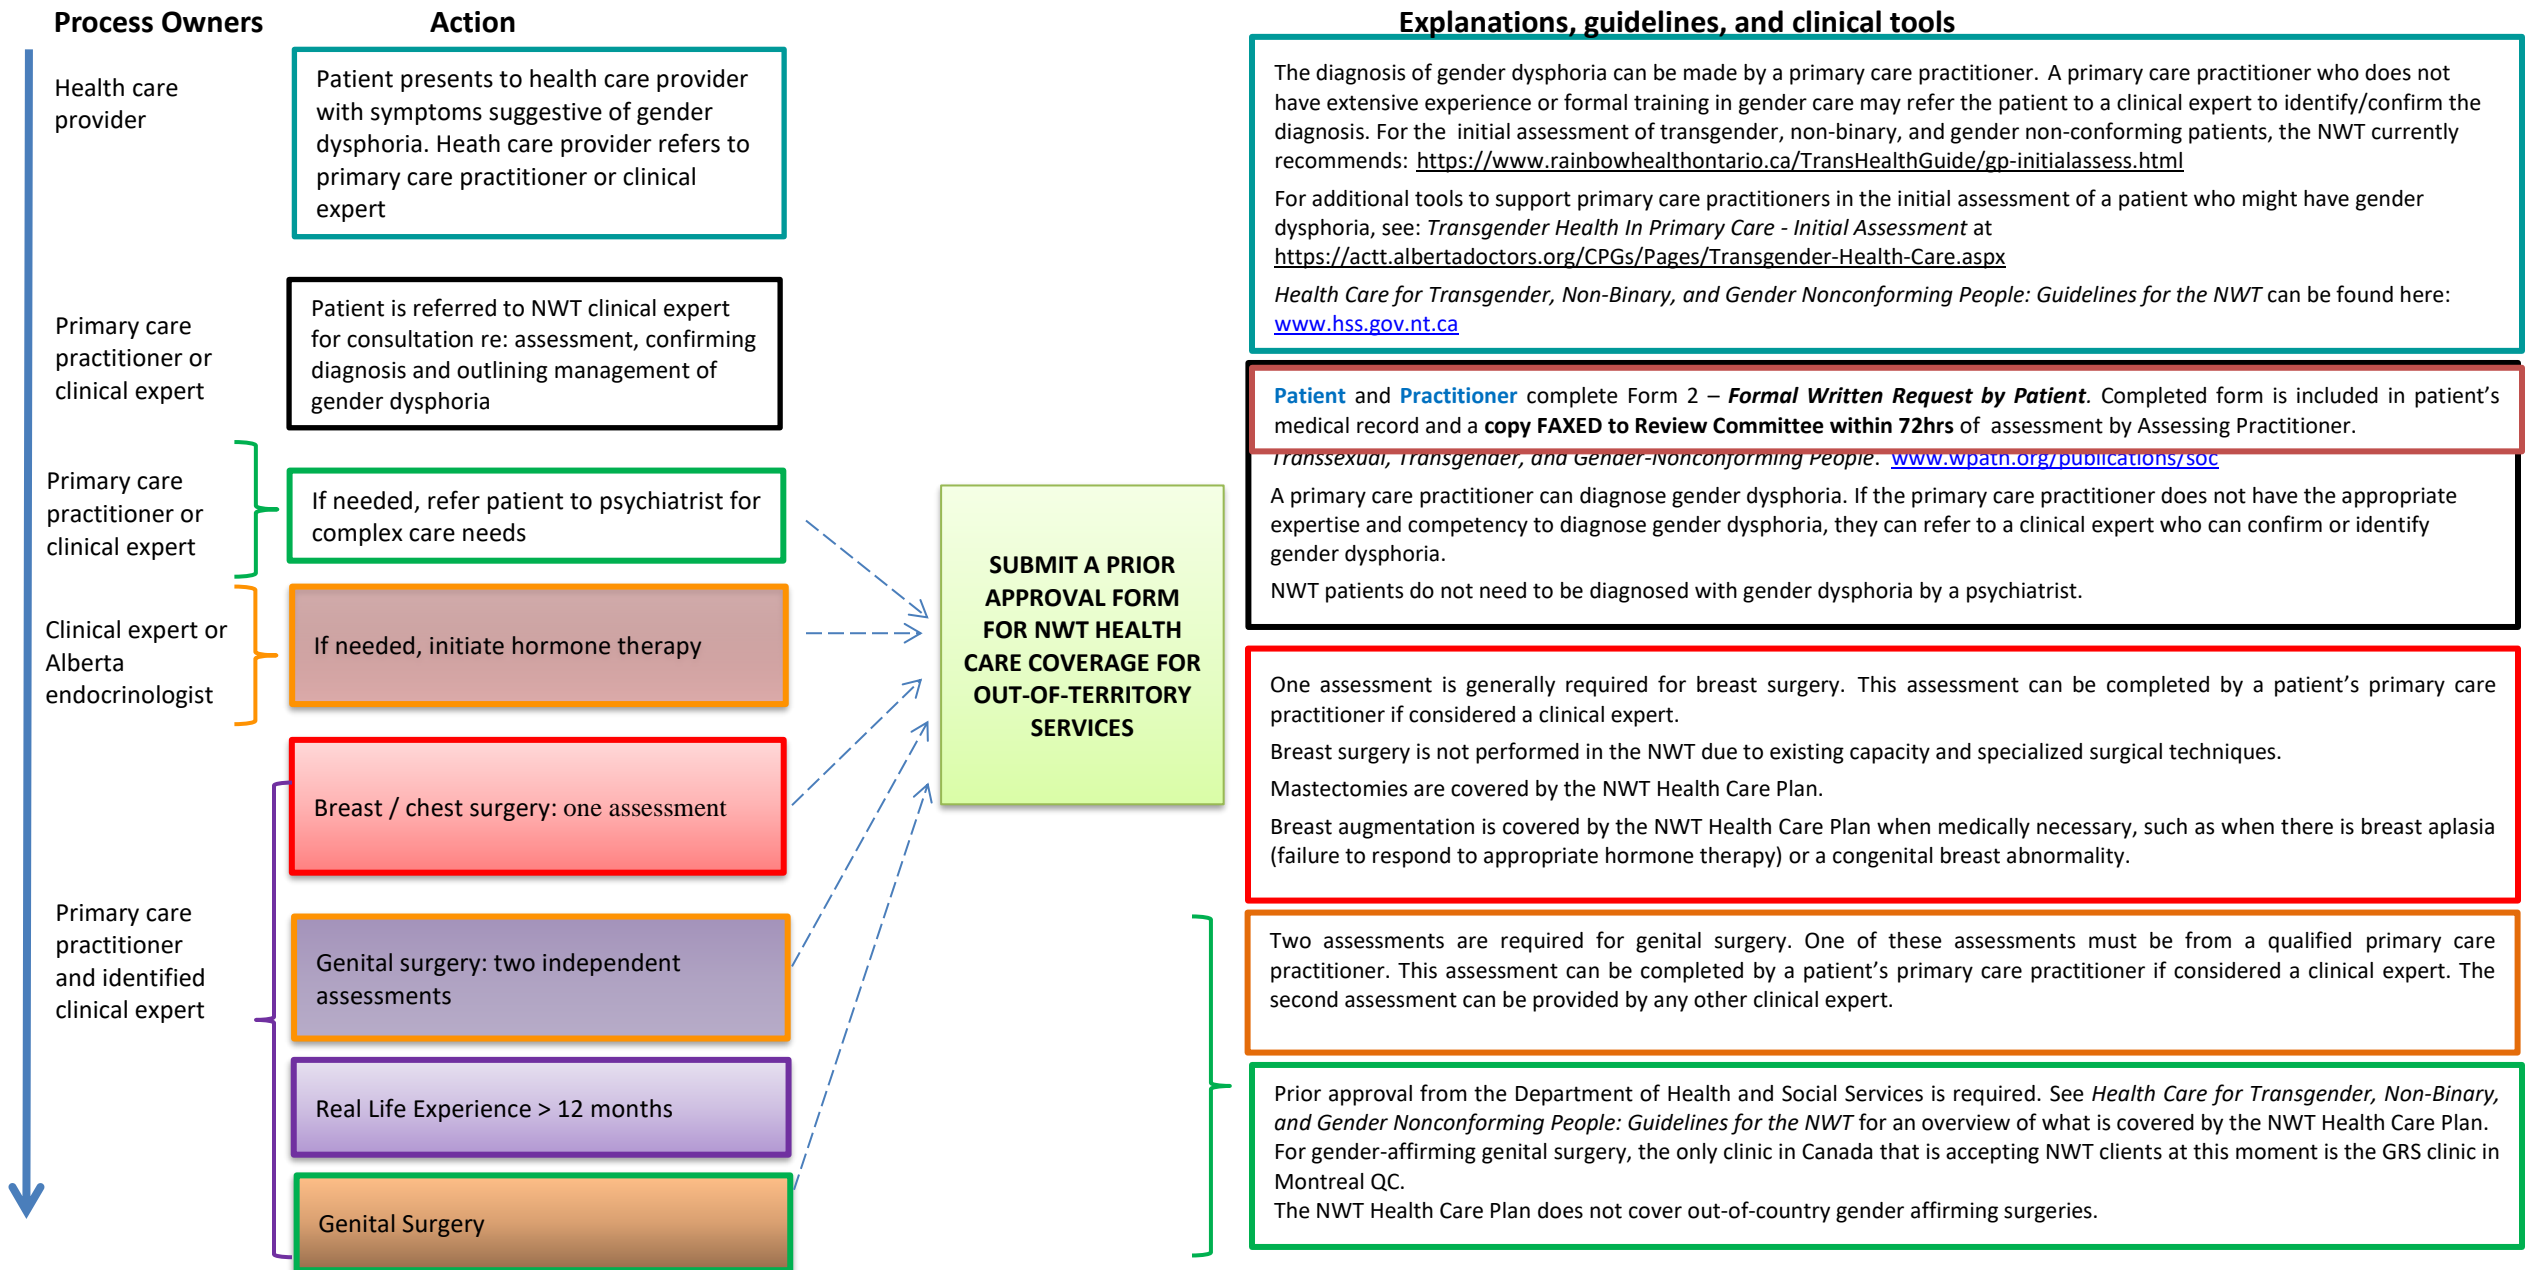 Process Owners
Action
Explanations, guidelines, and clinical tools
Health care
provider
Patient presents to health care provider
with symptoms suggestive of gender
dysphoria. Heath care provider refers to
primary care practitioner or clinical
expert
The diagnosis of gender dysphoria can be made by a primary care practitioner. A primary care practitioner who does not
have extensive experience or formal training in gender care may refer the patient to a clinical expert to identify/confirm the
diagnosis. For the initial assessment of transgender, non-binary, and gender non-conforming patients, the NWT currently
recommends: https://www.rainbowhealthontario.ca/TransHealthGuide/gp-initialassess.html
For additional tools to support primary care practitioners in the initial assessment of a patient who might have gender
dysphoria, see: Transgender Health In Primary Care - Initial Assessment at
https://actt.albertadoctors.org/CPGs/Pages/Transgender-Health-Care.aspx
Health Care for Transgender, Non-Binary, and Gender Nonconforming People: Guidelines for the NWT can be found here:
www.hss.gov.nt.ca
Primary care
practitioner or
clinical expert
Patient is referred to NWT clinical expert
for consultation re: assessment, confirming
diagnosis and outlining management of
gender dysphoria
Patient and Practitioner complete Form 2 – Formal Written Request by Patient. Completed form is included in patient's
medical record and a copy FAXED to Review Committee within 72hrs of assessment by Assessing Practitioner.
Transsexual, Transgender, and Gender-Nonconforming People. www.wpath.org/publications/soc
A primary care practitioner can diagnose gender dysphoria. If the primary care practitioner does not have the appropriate
expertise and competency to diagnose gender dysphoria, they can refer to a clinical expert who can confirm or identify
gender dysphoria.
NWT patients do not need to be diagnosed with gender dysphoria by a psychiatrist.
Primary care
practitioner or
clinical expert
If needed, refer patient to psychiatrist for
complex care needs
Clinical expert or
Alberta
endocrinologist
If needed, initiate hormone therapy
SUBMIT A PRIOR
APPROVAL FORM
FOR NWT HEALTH
CARE COVERAGE FOR
OUT-OF-TERRITORY
SERVICES
Primary care
practitioner
and identified
clinical expert
Breast / chest surgery: one assessment
One assessment is generally required for breast surgery. This assessment can be completed by a patient's primary care
practitioner if considered a clinical expert.
Breast surgery is not performed in the NWT due to existing capacity and specialized surgical techniques.
Mastectomies are covered by the NWT Health Care Plan.
Breast augmentation is covered by the NWT Health Care Plan when medically necessary, such as when there is breast aplasia
(failure to respond to appropriate hormone therapy) or a congenital breast abnormality.
Genital surgery: two independent
assessments
Two assessments are required for genital surgery. One of these assessments must be from a qualified primary care
practitioner. This assessment can be completed by a patient's primary care practitioner if considered a clinical expert. The
second assessment can be provided by any other clinical expert.
Real Life Experience > 12 months
Genital Surgery
Prior approval from the Department of Health and Social Services is required. See Health Care for Transgender, Non-Binary,
and Gender Nonconforming People: Guidelines for the NWT for an overview of what is covered by the NWT Health Care Plan.
For gender-affirming genital surgery, the only clinic in Canada that is accepting NWT clients at this moment is the GRS clinic in
Montreal QC.
The NWT Health Care Plan does not cover out-of-country gender affirming surgeries.